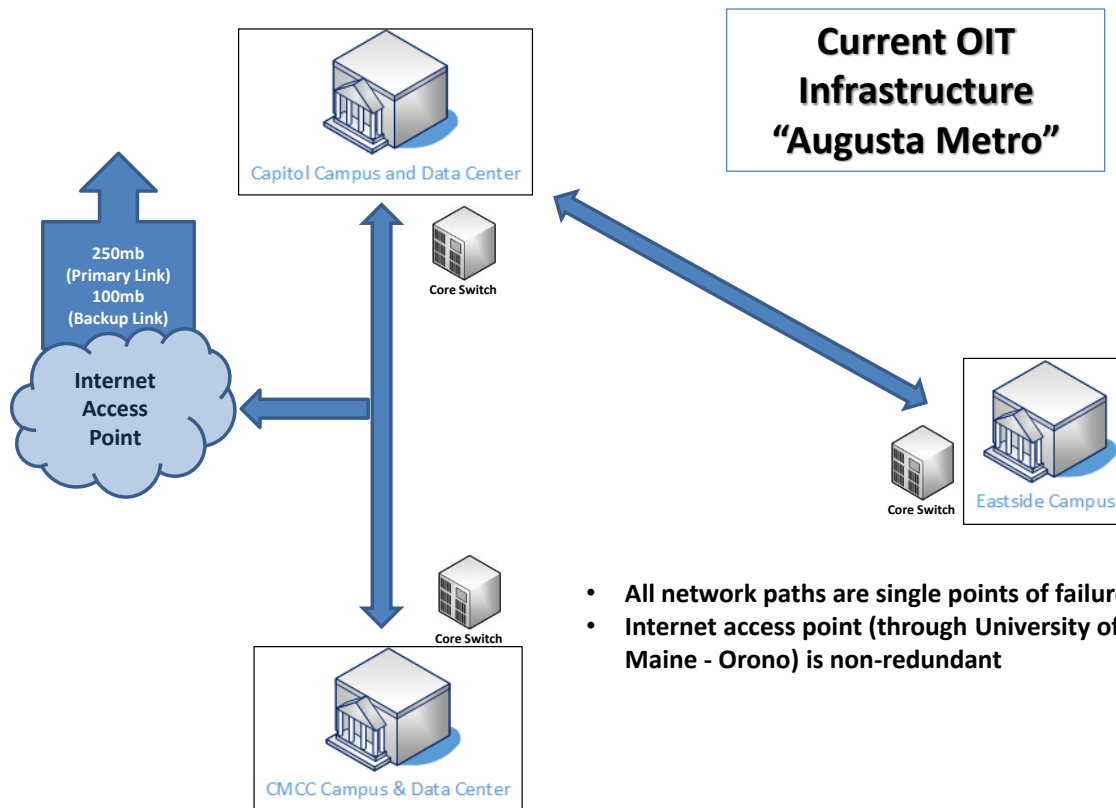 Current OIT
Infrastructure
“Augusta Metro”
Capitol Campus and Data Center
250mb
(Primary Link)
100mb
(Backup Link)
Core Switch
Internet
Access
Point
Core Switch
Eastside Campus
Core Switch
• All network paths are single points of failure
• Internet access point (through University of
Maine - Orono) is non-redundant
CMCC Campus & Data Center